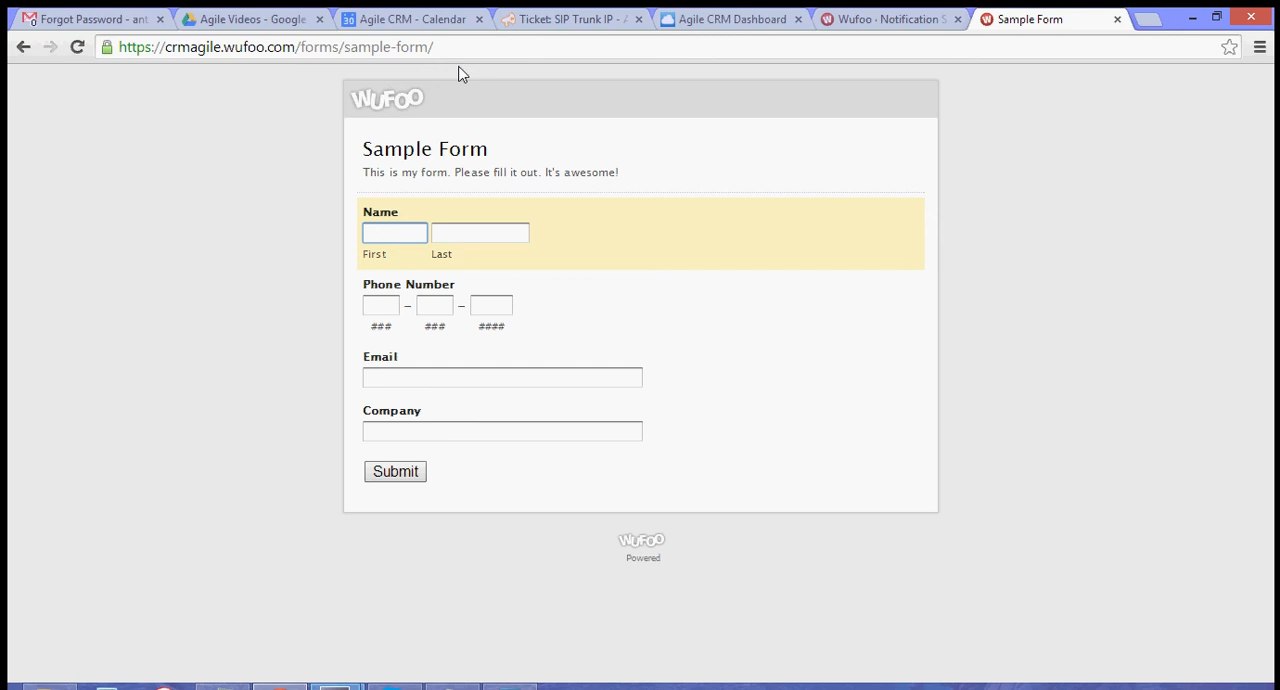 Forgot Password - ant
Agile Videos - Google
30 Agile CRM - Calendar
Ticket: SIP Trunk IP - A
Agile CRM Dashboard
W Wufoo · Notification S
W Sample Form
https://crmagile.wufoo.com/forms/sample-form/
WUFOO
Sample Form
This is my form. Please fill it out. It's awesome!
Name
First Last
Phone Number
– –
### ### ####
Email
Company
Submit
WUFOO
Powered